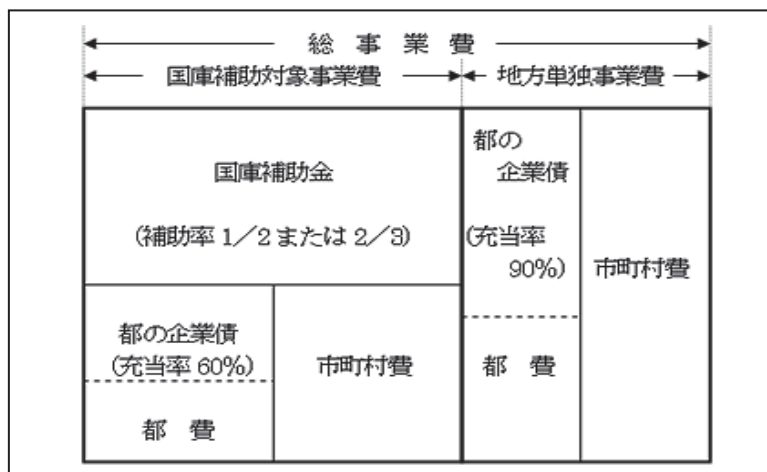 総事業費
国庫補助対象事業費
地方単独事業費
国庫補助金
(補助率1/2または2/3)
都の企業債
(充当率60%)
都費
市町村費
都の
企業債
(充当率
90%)
都費
市町村費